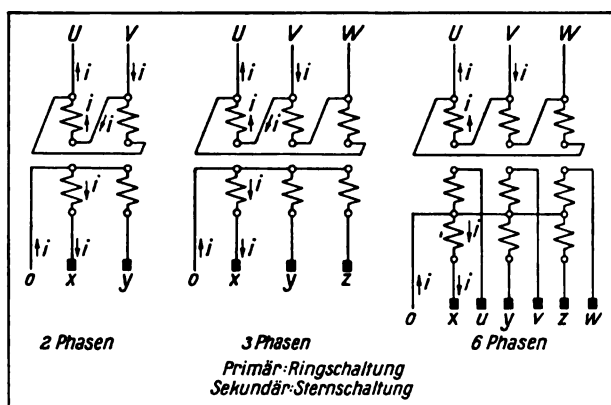 U V U V W U V W
i i i i i i
i i i i i
i i i
i i i i i i
o x y o x y z o x u y v z w
2 Phasen 3 Phasen 6 Phasen
Primär: Ringschaltung
Sekundär: Sternschaltung